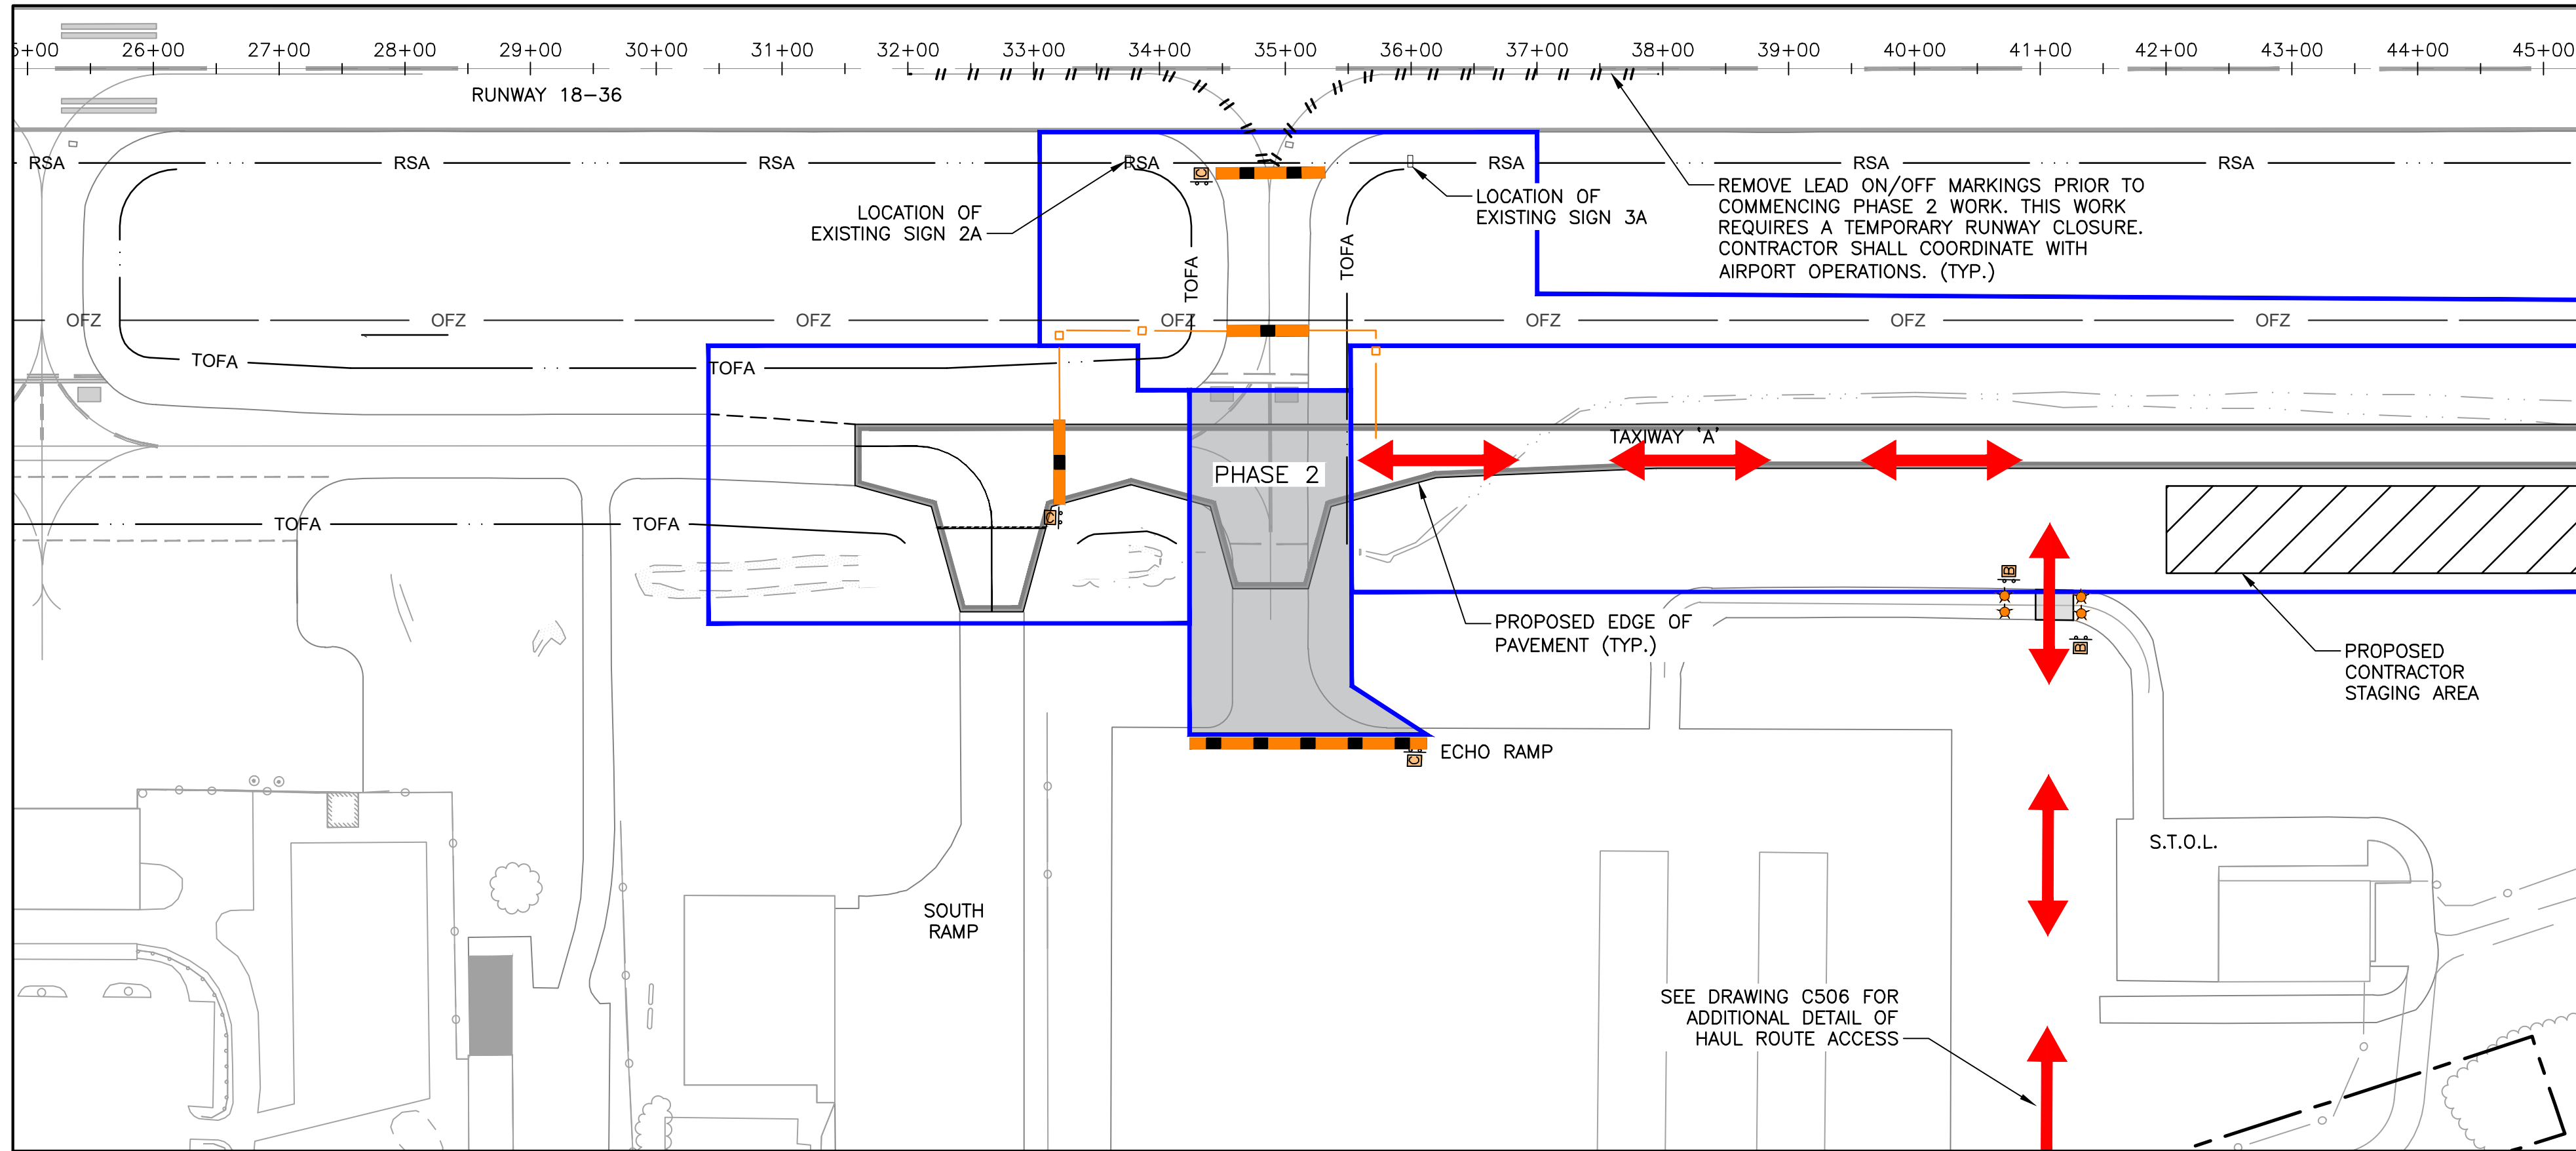 5+00 26+00 27+00 28+00 29+00 30+00 31+00 32+00 33+00 34+00 35+00 36+00 37+00 38+00 39+00 40+00 41+00 42+00 43+00 44+00 45+00
RUNWAY 18-36
RSA RSA RSA RSA RSA RSA RSA
LOCATION OF
EXISTING SIGN 2A
LOCATION OF
EXISTING SIGN 3A
REMOVE LEAD ON/OFF MARKINGS PRIOR TO
COMMENCING PHASE 2 WORK. THIS WORK
REQUIRES A TEMPORARY RUNWAY CLOSURE.
CONTRACTOR SHALL COORDINATE WITH
AIRPORT OPERATIONS. (TYP.)
C
TOFA
TOFA
OFZ OFZ OFZ OFZ OFZ OFZ OFZ
TOFA
TOFA
TAXIWAY 'A'
PHASE 2
C
TOFA TOFA
B
B
PROPOSED EDGE OF
PAVEMENT (TYP.)
PROPOSED
CONTRACTOR
STAGING AREA
ECHO RAMP
C
S.T.O.L.
SOUTH
RAMP
SEE DRAWING C506 FOR
ADDITIONAL DETAIL OF
HAUL ROUTE ACCESS